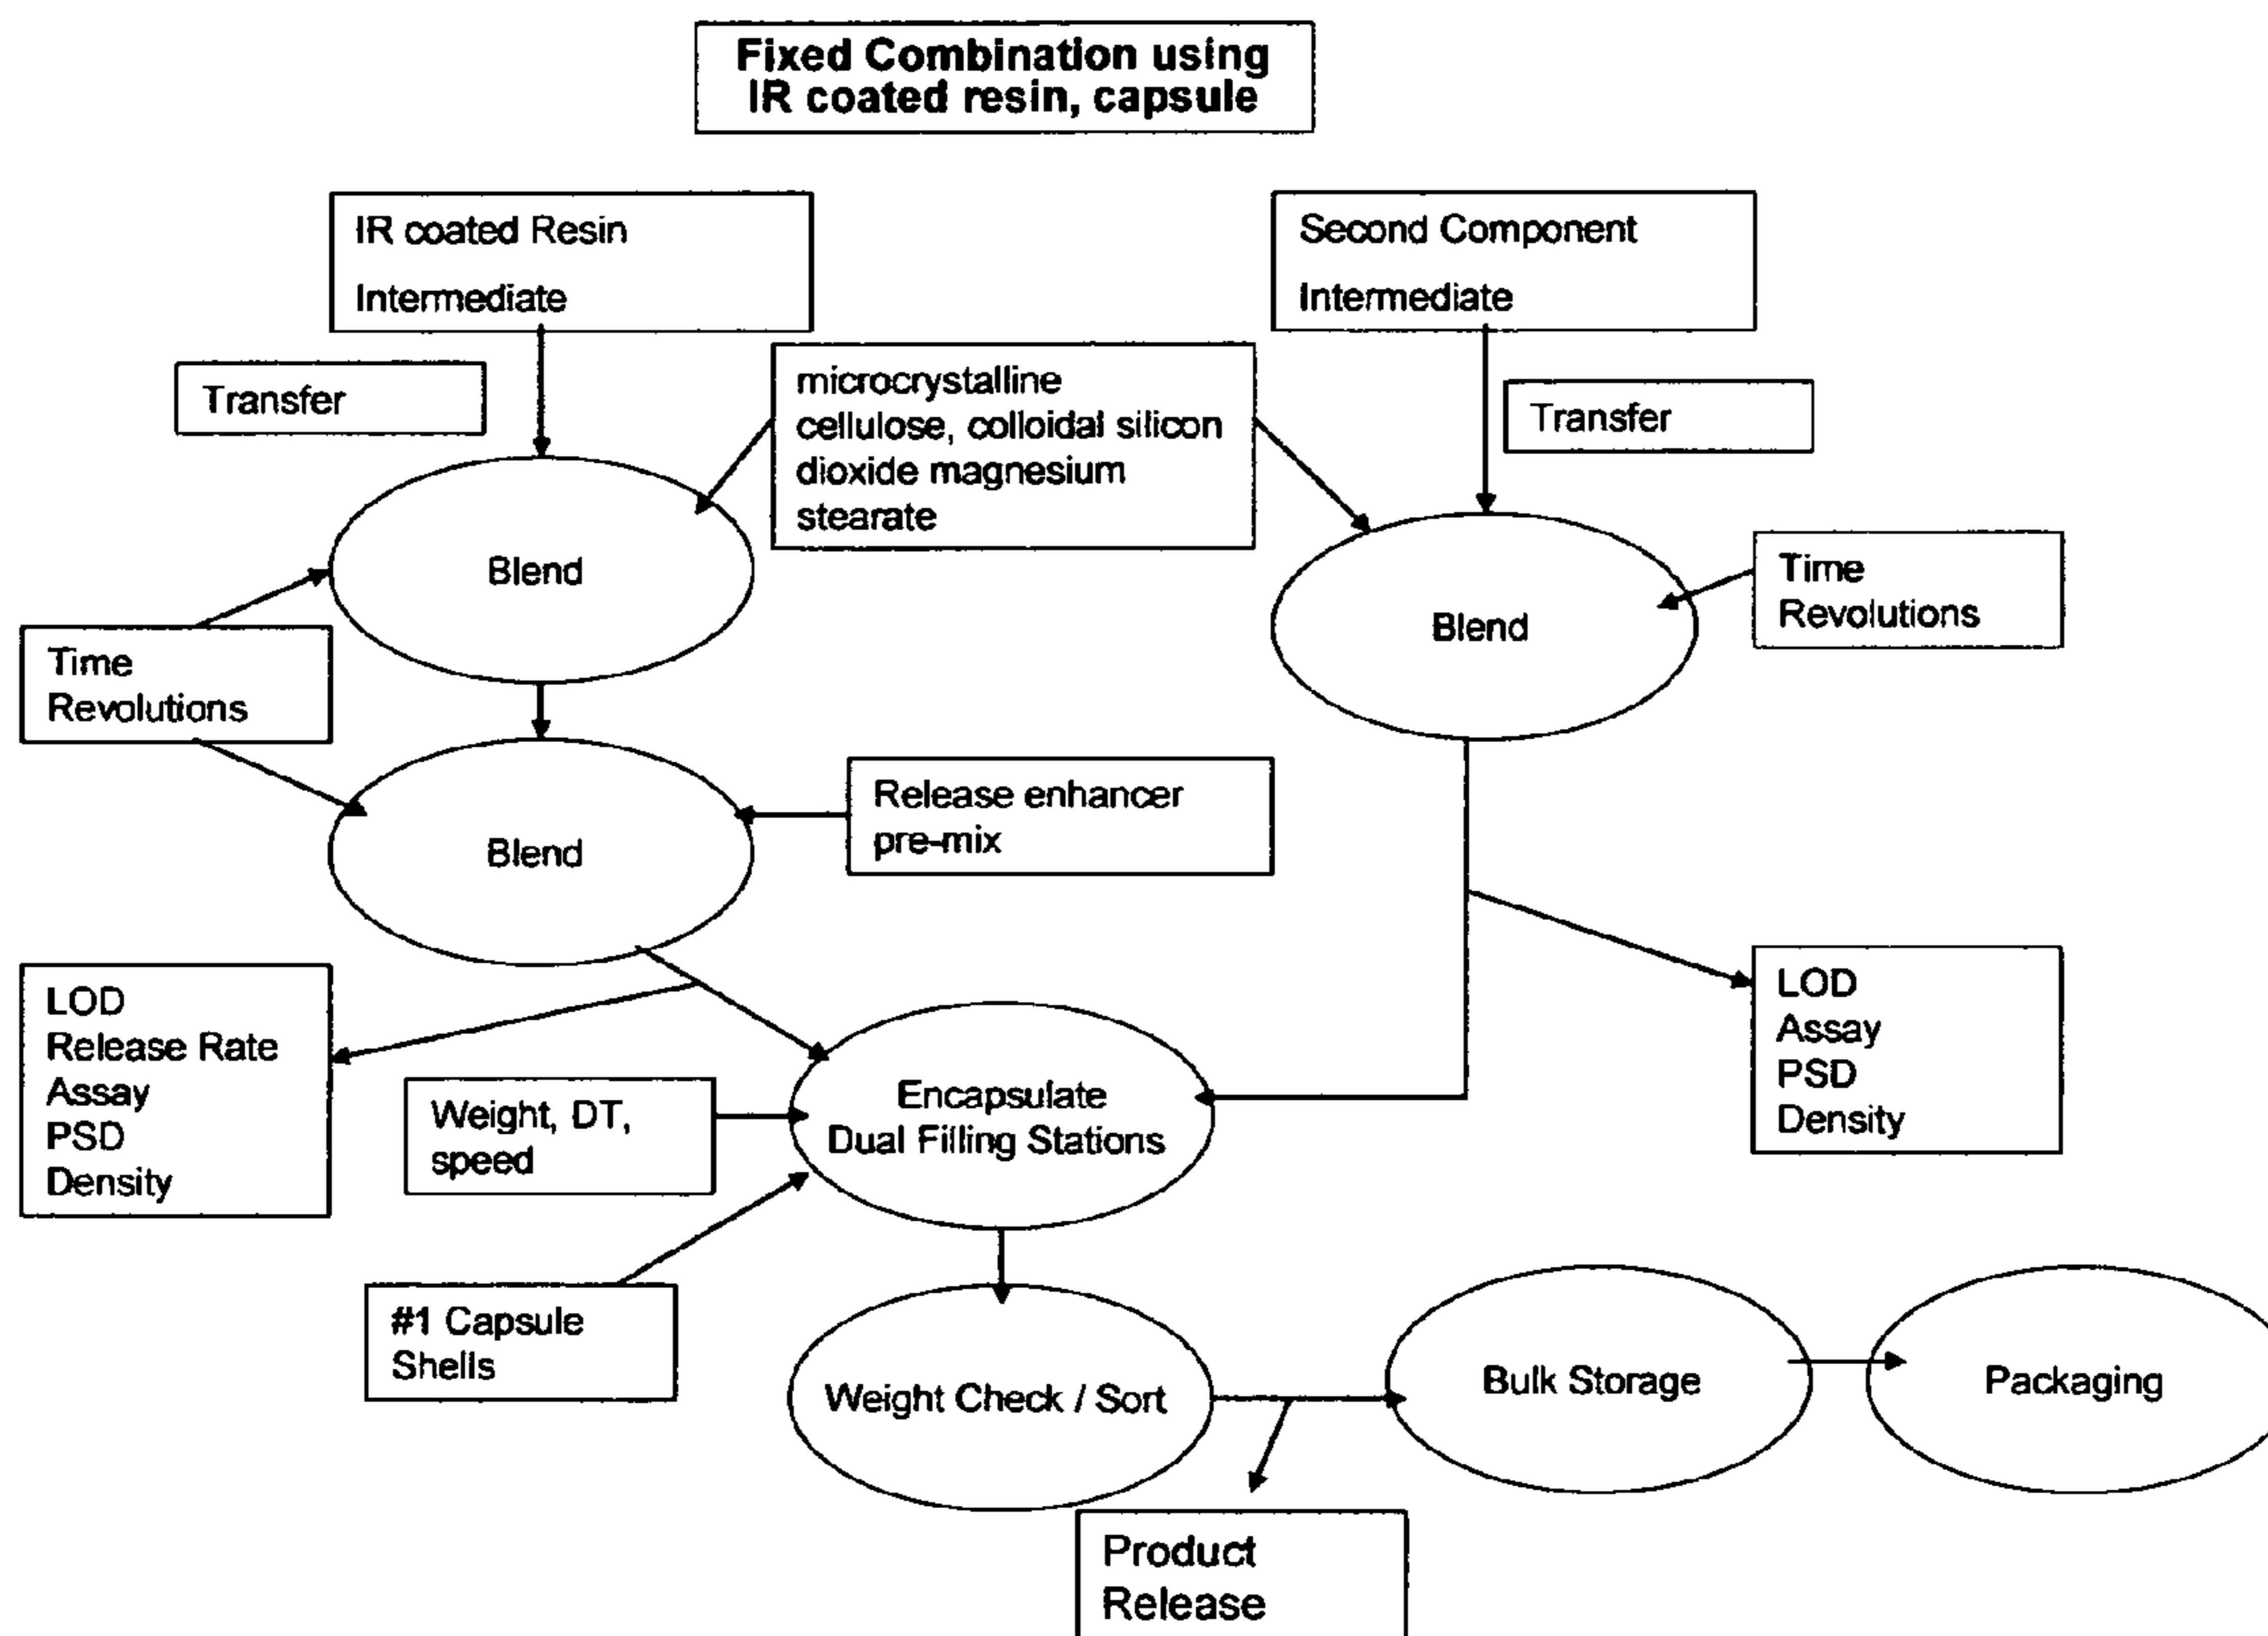 Fixed Combination using
IR coated resin, capsule
IR coated Resin
Intermediate
Second Component
Intermediate
Transfer
microcrystalline
cellulose, colloidal silicon
dioxide magnesium
stearate
Transfer
Blend
Time
Revolutions
Blend
Time
Revolutions
Blend
Release enhancer
pre-mix
LOD
Release Rate
Assay
PSD
Density
Weight, DT,
speed
Encapsulate
Dual Filling Stations
LOD
Assay
PSD
Density
#1 Capsule
Shells
Weight Check / Sort
Bulk Storage
Packaging
Product
Release